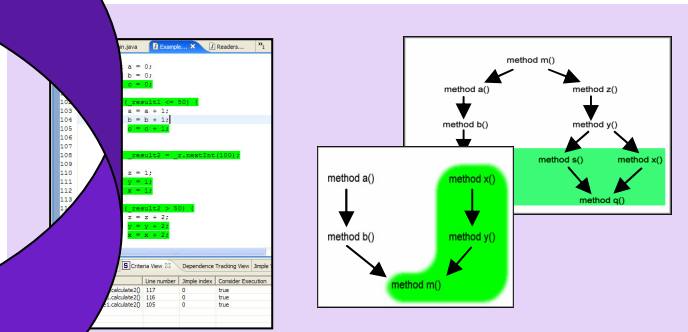 in.java Example... Readers... »1
a = 0;
b = 0;
c = 0;
102 (_result1 <= 50) {
103 a = a + 1;
104 b = b + 1;
105 c = c + 1;
106
107
108 _result2 = _r.nextInt(100);
109
110 z = 1;
111 y = 1;
112 x = 1;
113
(_result2 > 50) {
z = z + 2;
y = y + 2;
x = x + 2;
S Criteria View Dependence Tracking View Jimple
Line number Jimple index Consider Execution
.calculate2() 117 0 true
.calculate2() 116 0 true
.calculate2() 105 0 true
method m()
method a() method z()
method b() method y()
method s() method x()
method q()
method a() method x()
method b() method y()
method m()